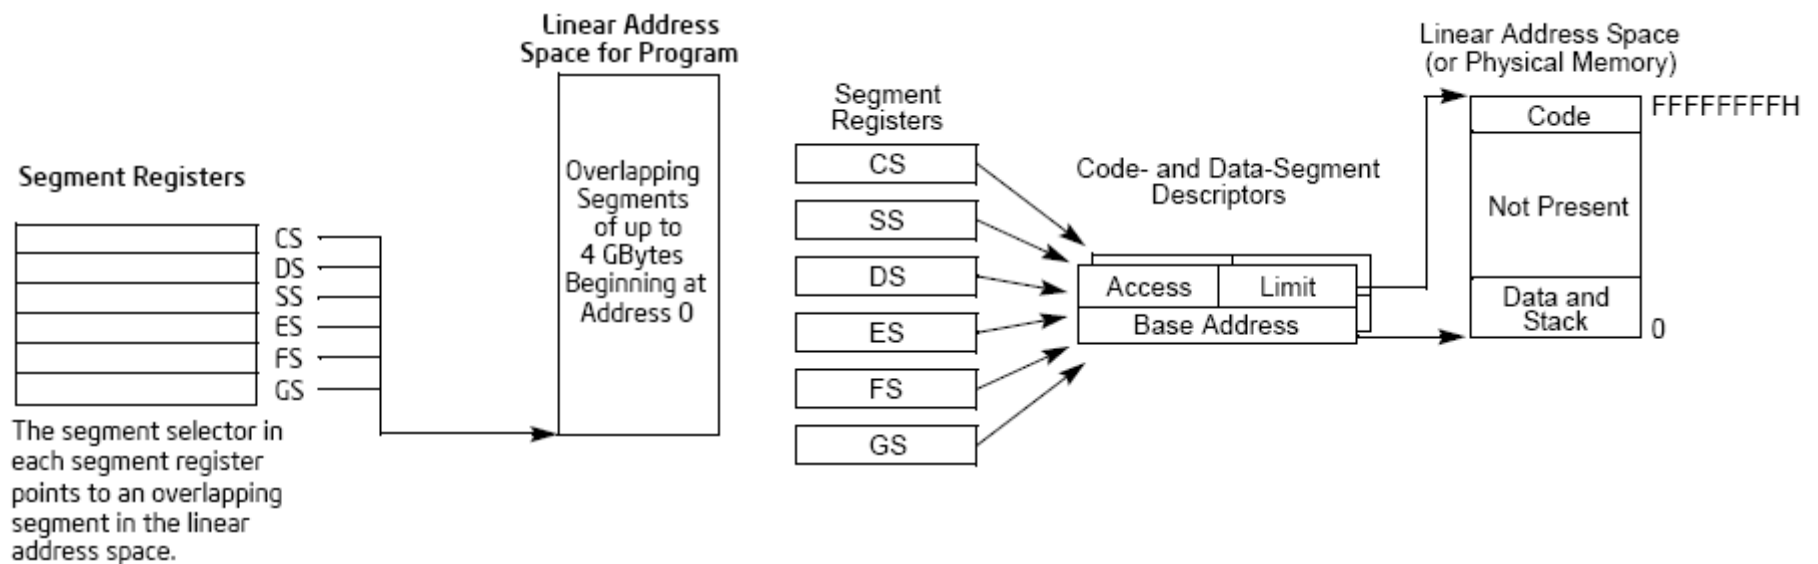 Linear Address
Space for Program
Segment Registers
CS
DS
SS
ES
FS
GS
Overlapping
Segments
of up to
4 GBytes
Beginning at
Address 0
The segment selector in
each segment register
points to an overlapping
segment in the linear
address space.
Segment
Registers
CS
SS
DS
ES
FS
GS
Code- and Data-Segment
Descriptors
Access
Limit
Base Address
Linear Address Space
(or Physical Memory)
Code
FFFFFFFFH
Not Present
Data and
Stack
0